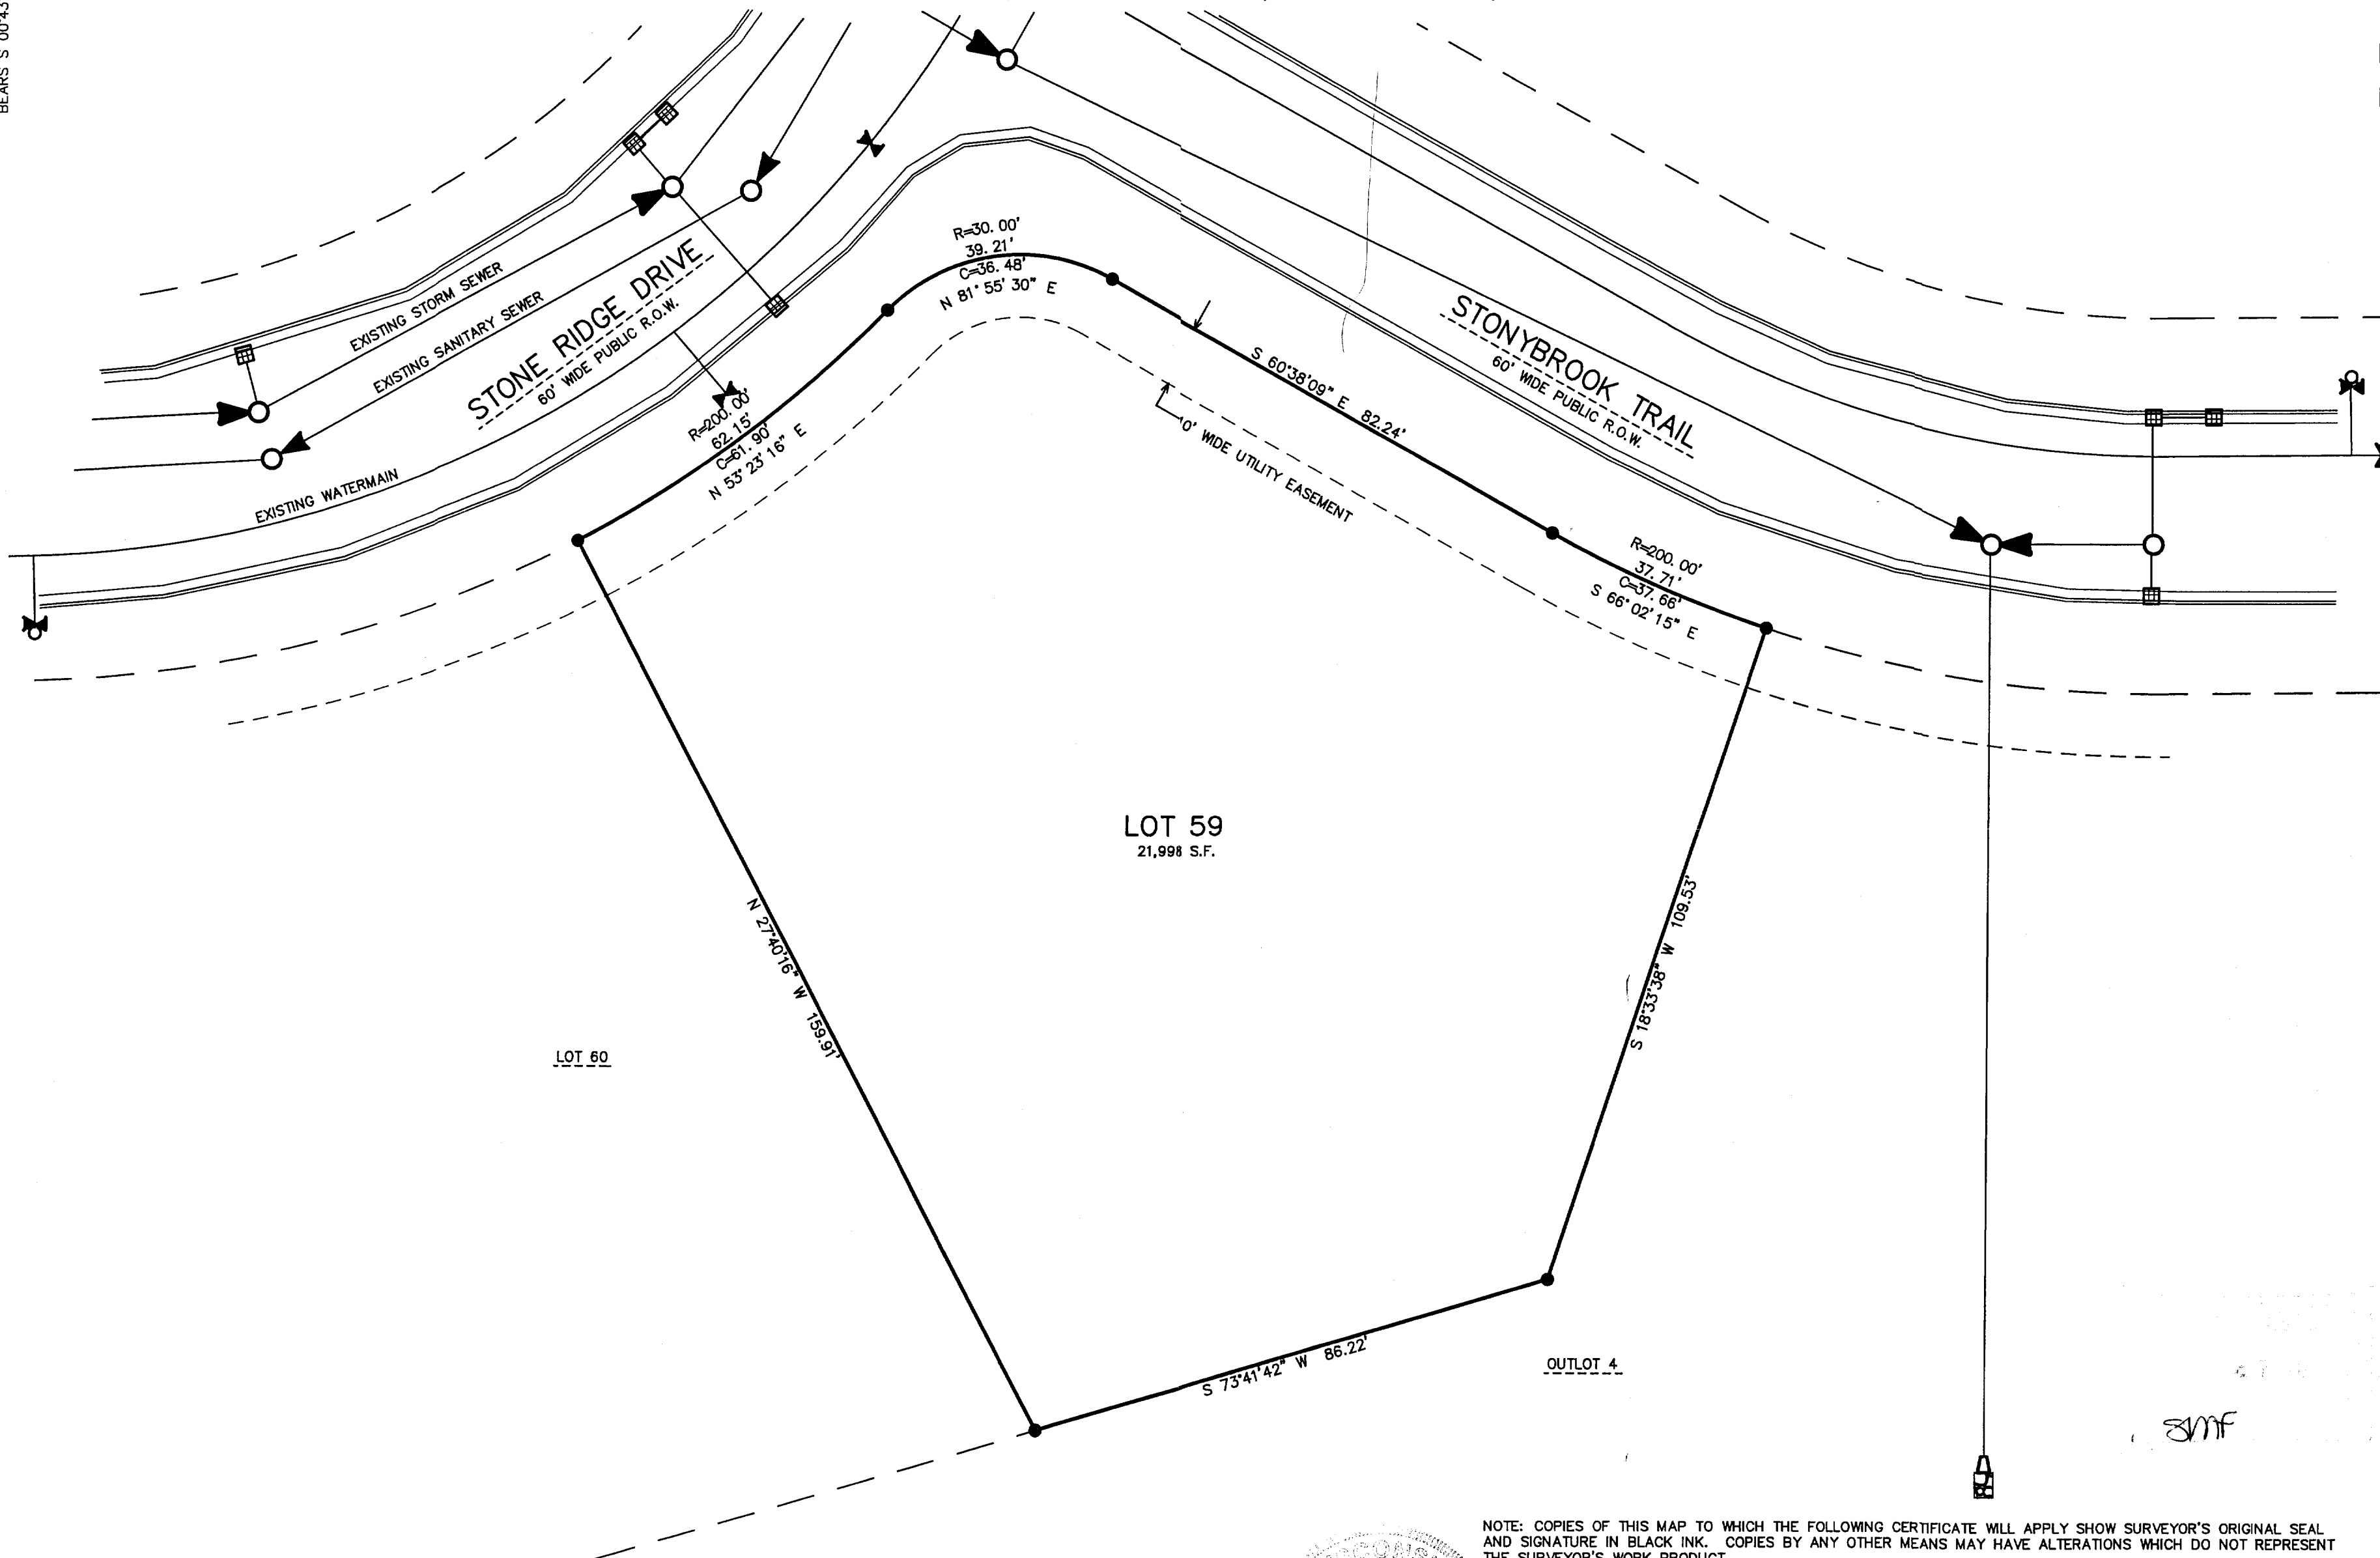 BEARS S 00°43
R=30. 00'
39. 21'
C=36. 48'
N 81° 55' 30" E
EXISTING STORM SEWER
EXISTING SANITARY SEWER
STONE RIDGE DRIVE
60' WIDE PUBLIC R.O.W.
EXISTING WATERMAIN
R=200. 00'
62. 15'
C=61. 90'
N 53° 23' 16" E
STONYBROOK TRAIL
60' WIDE PUBLIC R.O.W.
S 60°38'09" E 82.24'
10' WIDE UTILITY EASEMENT
R=200. 00'
37. 71'
C=37. 66'
S 66° 02' 15" E
LOT 59
21,998 S.F.
N 27°40'16" W 159.91'
S 18°33'38" W 109.53'
LOT 60
S 73°41'42" W 86.22'
OUTLOT 4
SMF
NOTE: COPIES OF THIS MAP TO WHICH THE FOLLOWING CERTIFICATE WILL APPLY SHOW SURVEYOR'S ORIGINAL SEAL
AND SIGNATURE IN BLACK INK. COPIES BY ANY OTHER MEANS MAY HAVE ALTERATIONS WHICH DO NOT REPRESENT
THE SURVEYOR'S WORK PRODUCT.